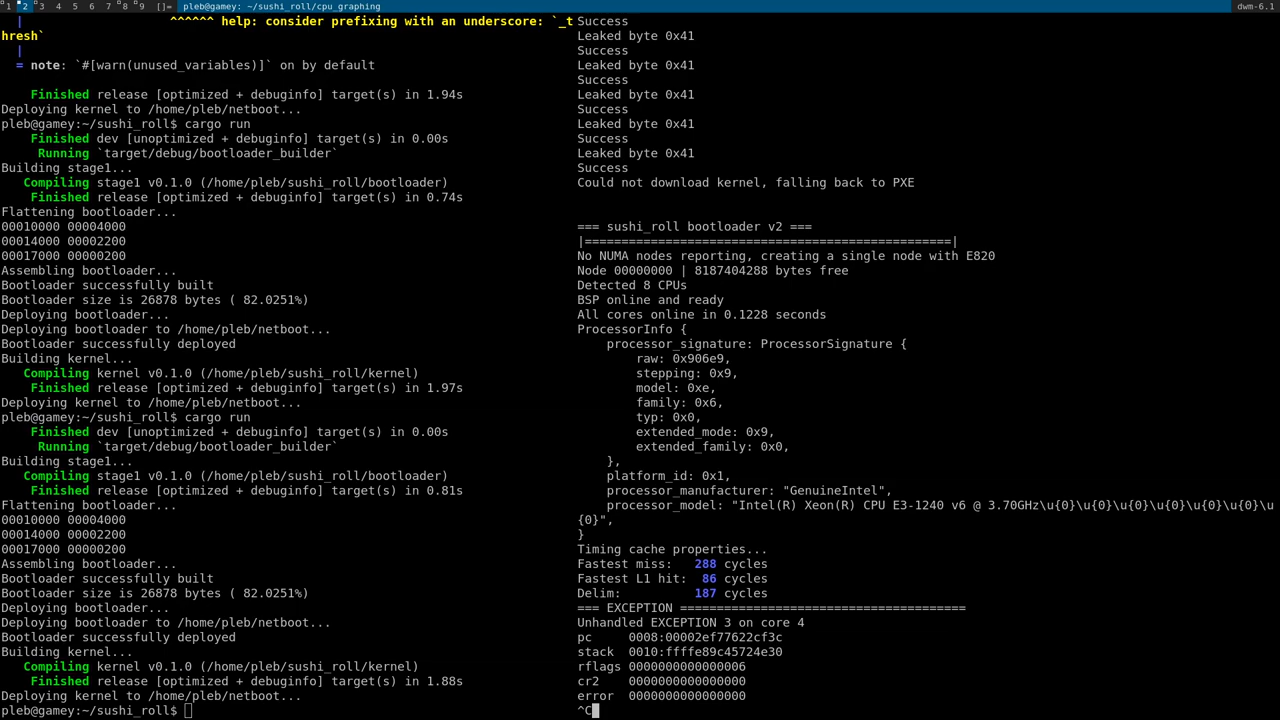 1 2 3 4 5 6 7 8 9 []= pleb@gamey: ~/sushi_roll/cpu_graphing dwm-6.1
| ^^^^^^ help: consider prefixing with an underscore: `_t
hresh`
|
= note: `#[warn(unused_variables)]` on by default
Finished release [optimized + debuginfo] target(s) in 1.94s
Deploying kernel to /home/pleb/netboot...
pleb@gamey:~/sushi_roll$ cargo run
Finished dev [unoptimized + debuginfo] target(s) in 0.00s
Running `target/debug/bootloader_builder`
Building stage1...
Compiling stage1 v0.1.0 (/home/pleb/sushi_roll/bootloader)
Finished release [optimized + debuginfo] target(s) in 0.74s
Flattening bootloader...
00010000 00004000
00014000 00002200
00017000 00000200
Assembling bootloader...
Bootloader successfully built
Bootloader size is 26878 bytes ( 82.0251%)
Deploying bootloader...
Deploying bootloader to /home/pleb/netboot...
Bootloader successfully deployed
Building kernel...
Compiling kernel v0.1.0 (/home/pleb/sushi_roll/kernel)
Finished release [optimized + debuginfo] target(s) in 1.97s
Deploying kernel to /home/pleb/netboot...
pleb@gamey:~/sushi_roll$ cargo run
Finished dev [unoptimized + debuginfo] target(s) in 0.00s
Running `target/debug/bootloader_builder`
Building stage1...
Compiling stage1 v0.1.0 (/home/pleb/sushi_roll/bootloader)
Finished release [optimized + debuginfo] target(s) in 0.81s
Flattening bootloader...
00010000 00004000
00014000 00002200
00017000 00000200
Assembling bootloader...
Bootloader successfully built
Bootloader size is 26878 bytes ( 82.0251%)
Deploying bootloader...
Deploying bootloader to /home/pleb/netboot...
Bootloader successfully deployed
Building kernel...
Compiling kernel v0.1.0 (/home/pleb/sushi_roll/kernel)
Finished release [optimized + debuginfo] target(s) in 1.88s
Deploying kernel to /home/pleb/netboot...
pleb@gamey:~/sushi_roll$
Success
Leaked byte 0x41
Success
Leaked byte 0x41
Success
Leaked byte 0x41
Success
Leaked byte 0x41
Success
Leaked byte 0x41
Success
Could not download kernel, falling back to PXE
=== sushi_roll bootloader v2 ===
|==================================================|
No NUMA nodes reporting, creating a single node with E820
Node 00000000 | 8187404288 bytes free
Detected 8 CPUs
BSP online and ready
All cores online in 0.1228 seconds
ProcessorInfo {
processor_signature: ProcessorSignature {
raw: 0x906e9,
stepping: 0x9,
model: 0xe,
family: 0x6,
typ: 0x0,
extended_mode: 0x9,
extended_family: 0x0,
},
platform_id: 0x1,
processor_manufacturer: "GenuineIntel",
processor_model: "Intel(R) Xeon(R) CPU E3-1240 v6 @ 3.70GHz\u{0}\u{0}\u{0}\u{0}\u{0}\u{0}\u
{0}",
}
Timing cache properties...
Fastest miss: 288 cycles
Fastest L1 hit: 86 cycles
Delim: 187 cycles
=== EXCEPTION =======================================
Unhandled EXCEPTION 3 on core 4
pc 0008:00002ef77622cf3c
stack 0010:ffffe89c45724e30
rflags 0000000000000006
cr2 0000000000000000
error 0000000000000000
^C